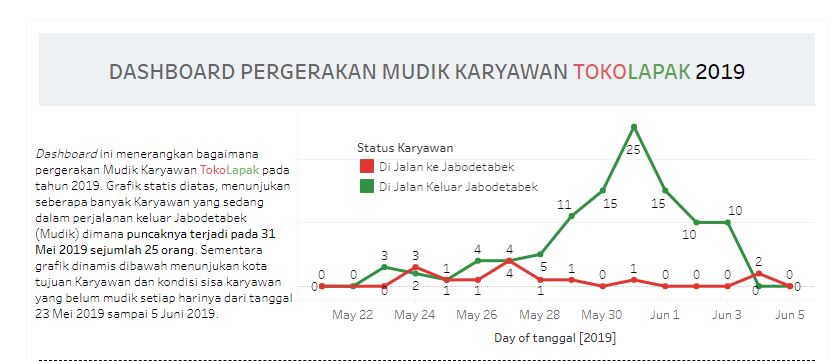 DASHBOARD PERGERAKAN MUDIK KARYAWAN TOKOLAPAK 2019
Dashboard ini menerangkan bagaimana
pergerakan Mudik Karyawan TokoLapak pada
tahun 2019. Grafik statis diatas, menunjukan
seberapa banyak Karyawan yang sedang
dalam perjalanan keluar Jabodetabek
(Mudik) dimana puncaknya terjadi pada 31
Mei 2019 sejumlah 25 orang. Sementara
grafik dinamis dibawah menunjukan kota
tujuan Karyawan dan kondisi sisa karyawan
yang belum mudik setiap harinya dari tanggal
23 Mei 2019 sampai 5 Juni 2019.
Status Karyawan
Di Jalan ke Jabodetabek
Di Jalan Keluar Jabodetabek
25
11 15 15 10 10
0 0 3 3 1 4 4 5 1 0 1 0 0 2 0
0 0 2 1 1 4 1 0 0
May 22 May 24 May 26 May 28 May 30 Jun 1 Jun 3 Jun 5
Day of tanggal [2019]